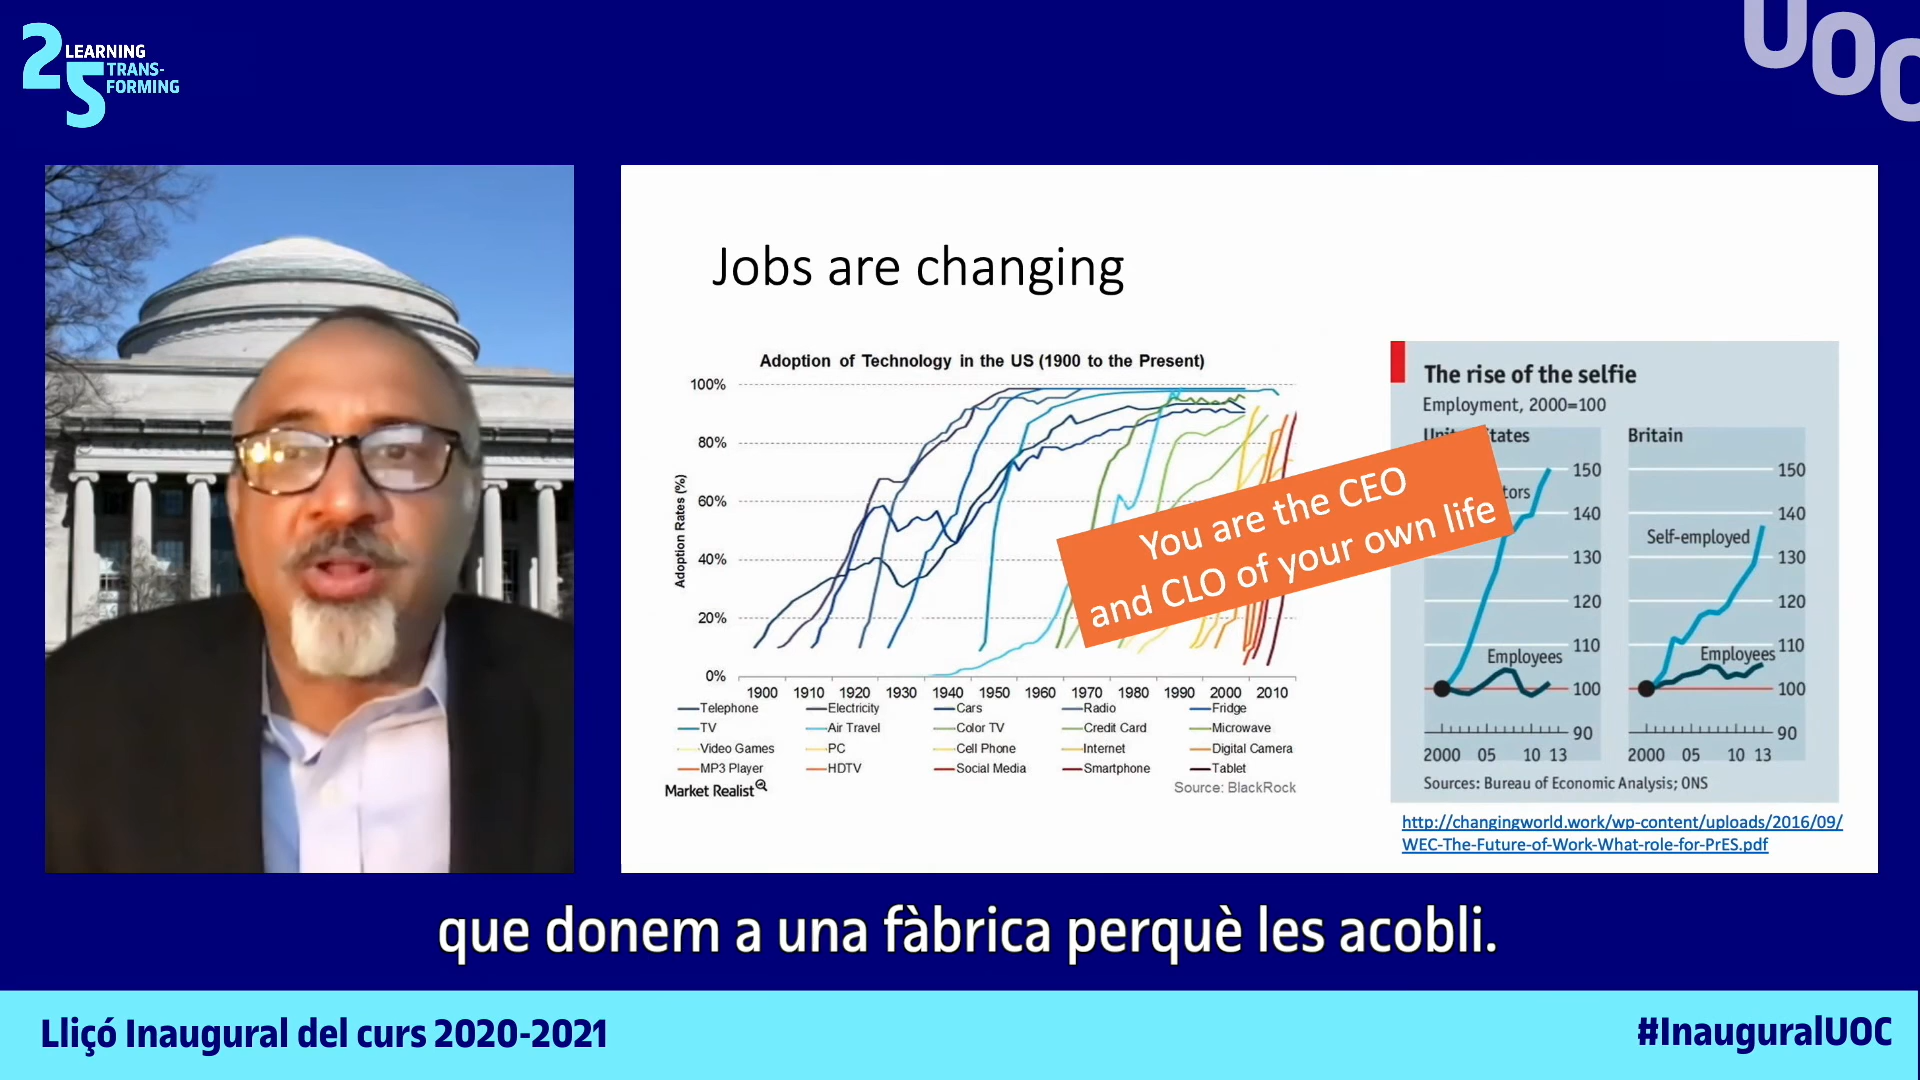 25 LEARNING
TRANS-
FORMING
UOC
Jobs are changing
Adoption of Technology in the US (1900 to the Present)
100%
80%
60%
40%
20%
0%
Adoption Rates (%)
1900 1910 1920 1930 1940 1950 1960 1970 1980 1990 2000 2010
Telephone Electricity Cars Radio Fridge
TV Air Travel Color TV Credit Card Microwave
Video Games PC Cell Phone Internet Digital Camera
MP3 Player HDTV Social Media Smartphone Tablet
Market Realist
Source: BlackRock
You are the CEO
and CLO of your own life
The rise of the selfie
Employment, 2000=100
Britain
150
140
130
120
110
100
90
Employees
2000 05 10 13
150
140
130
120
110
100
90
Self-employed
Employees
2000 05 10 13
Sources: Bureau of Economic Analysis; ONS
http://changingworld.work/wp-content/uploads/2016/09/
WEC-The-Future-of-Work-What-role-for-PrES.pdf
que donem a una fàbrica perquè les acobli.
Lliçó Inaugural del curs 2020-2021
#InauguralUOC